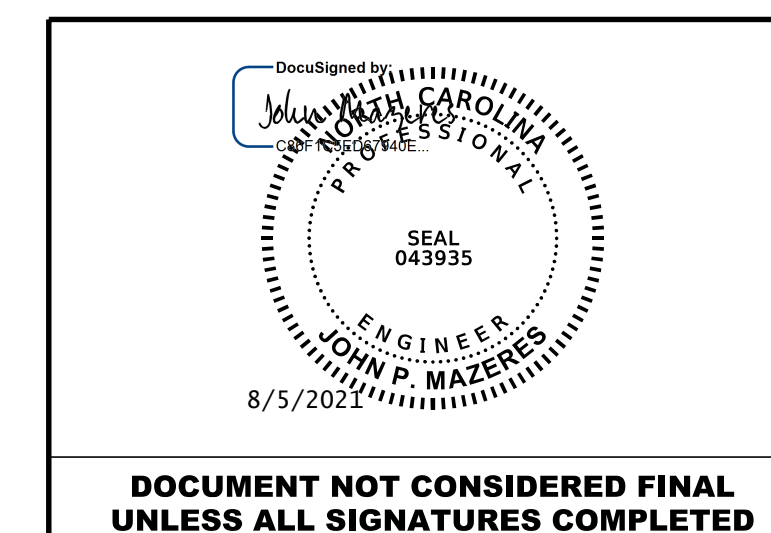 DocuSigned by:
John Mazeres
C86F1C5ED67940E...
NORTH CAROLINA
PROFESSIONAL
SEAL
043935
ENGINEER
JOHN P. MAZERES
8/5/2021
DOCUMENT NOT CONSIDERED FINAL
UNLESS ALL SIGNATURES COMPLETED